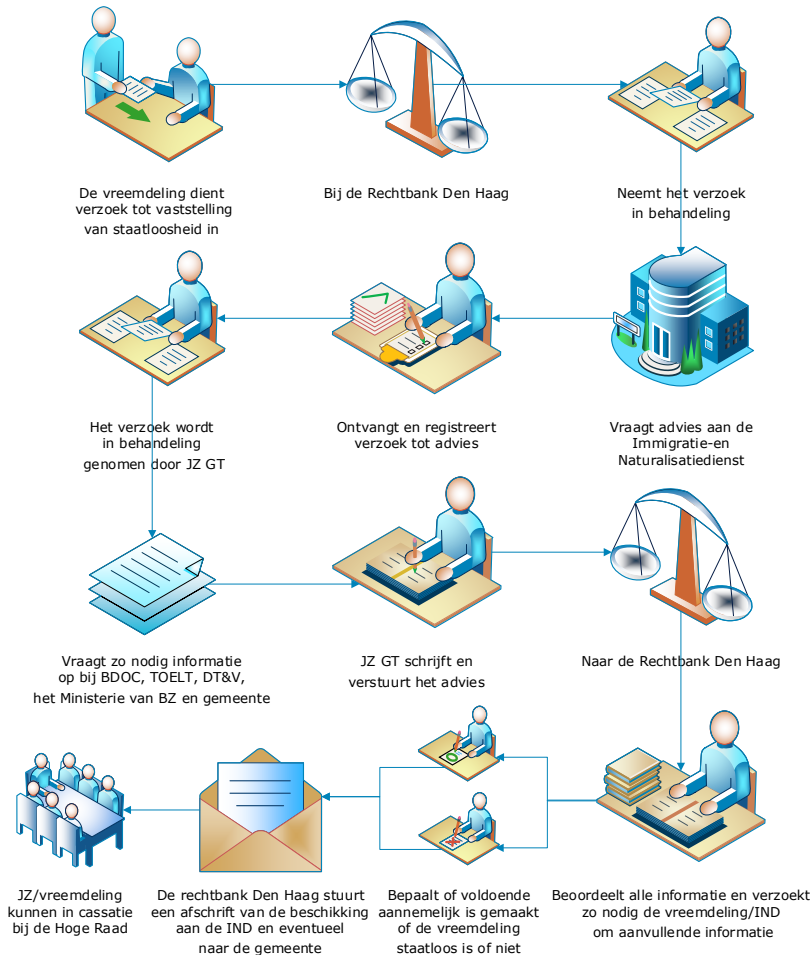 De vreemdeling dient
verzoek tot vaststelling
van staatloosheid in
Bij de Rechtbank Den Haag
Neemt het verzoek
in behandeling
Vraagt advies aan de
Immigratie-en
Naturalisatiedienst
Ontvangt en registreert
verzoek tot advies
Het verzoek wordt
in behandeling
genomen door JZ GT
Vraagt zo nodig informatie
op bij BDOC, TOELT, DT&V,
het Ministerie van BZ en gemeente
JZ GT schrijft en
verstuurt het advies
Naar de Rechtbank Den Haag
Beoordeelt alle informatie en verzoekt
zo nodig de vreemdeling/IND
om aanvullende informatie
Bepaalt of voldoende
aannemelijk is gemaakt
of de vreemdeling
staatloos is of niet
De rechtbank Den Haag stuurt
een afschrift van de beschikking
aan de IND en eventueel
naar de gemeente
JZ/vreemdeling
kunnen in cassatie
bij de Hoge Raad